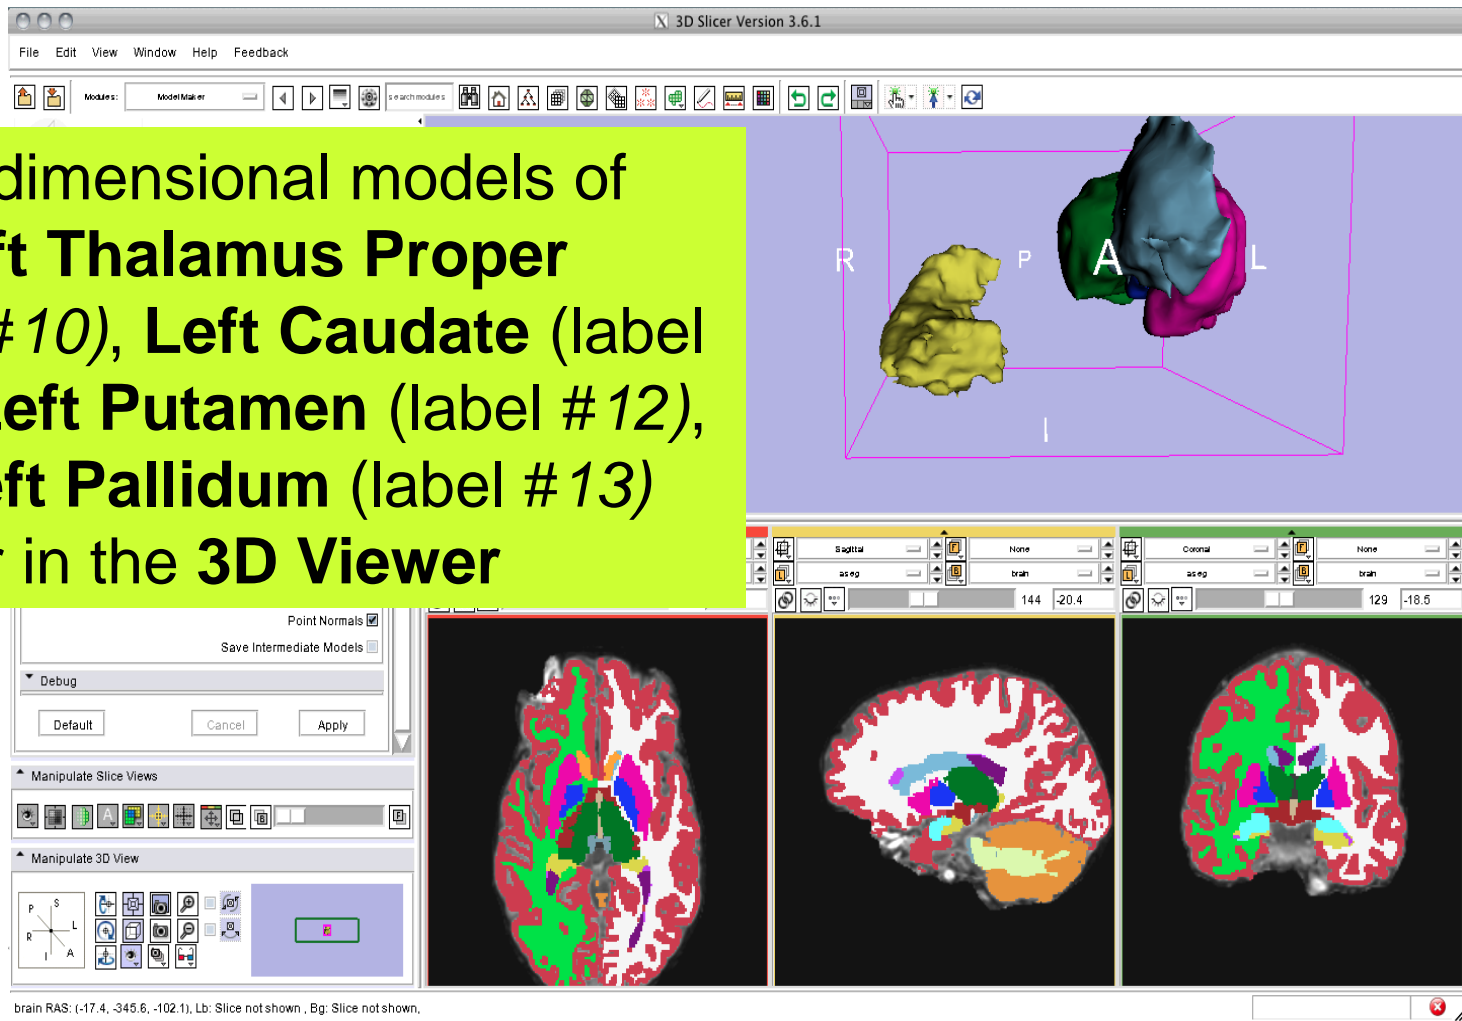 3D Slicer Version 3.6.1
File Edit View Window Help Feedback
Modules: ModelMaker search modules
dimensional models of
ft Thalamus Proper
#10), Left Caudate (label
Left Putamen (label #12),
eft Pallidum (label #13)
r in the 3D Viewer
R P A L
I
Sagittal None Coronal None
aseg brain aseg brain
144 -20.4 129 -18.5
Point Normals
Save Intermediate Models
Debug
Default Cancel Apply
Manipulate Slice Views
Manipulate 3D View
P S
R L
I A
brain RAS: (-17.4, -345.6, -102.1), Lb: Slice not shown , Bg: Slice not shown,